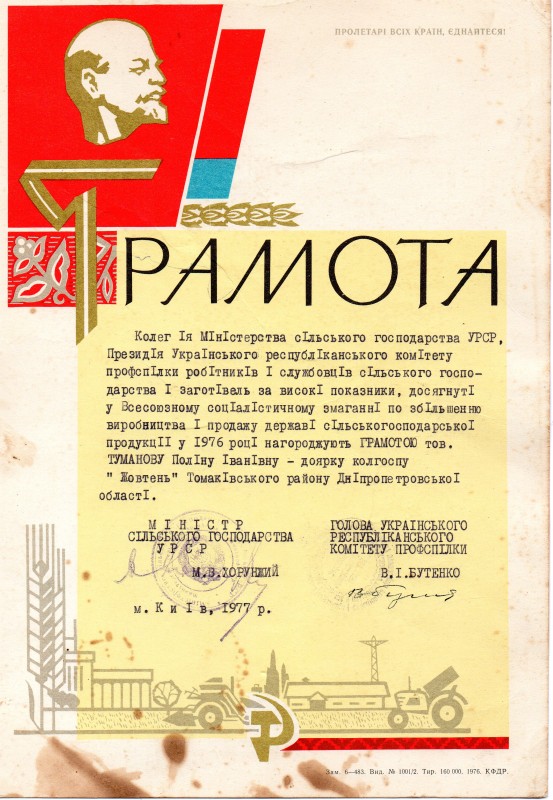 ПРОЛЕТАРІ ВСІХ КРАЇН, ЄДНАЙТЕСЯ!
ГРАМОТА
Колегія Міністерства сільського господарства УРСР,
Президія Українського республіканського комітету
профспілки робітників і службовців сільського госпо-
дарства і заготівель за високі показники, досягнуті
у Всесоюзному соціалістичному змаганні по збільшенню
виробництва і продажу державі сільськогосподарської
продукції у 1976 році нагороджують ГРАМОТОЮ тов.
ТУМАНОВУ Поліну Іванівну - доярку колгоспу
" Жовтень" Томаківського району Дніпропетровської
області.
МІНІСТР
СІЛЬСЬКОГО ГОСПОДАРСТВА
УРСР
М.В.ХОРУНЖИЙ
ГОЛОВА УКРАЇНСЬКОГО
РЕСПУБЛІКАНСЬКОГО
КОМІТЕТУ ПРОФСПІЛКИ
В.І.БУТЕНКО
м. Київ, 1977 р.
Зам. 6—483. Вид. № 1001/2. Тир. 160 000. 1976. КФДР.